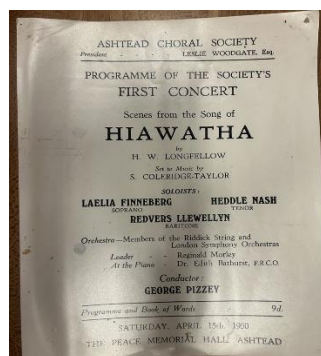 ASHTEAD CHORAL SOCIETY
President - - - - LESLIE WOODGATE, Esq.
PROGRAMME OF THE SOCIETY'S
FIRST CONCERT
Scenes from the Song of
HIAWATHA
by
H. W. LONGFELLOW
Set to Music by
S. COLERIDGE-TAYLOR
SOLOISTS:
LAELIA FINNEBERG HEDDLE NASH
SOPRANO TENOR
REDVERS LLEWELLYN
BARITONE
Orchestra—Members of the Riddick String and
London Symphony Orchestras
Leader - - Reginald Morley
At the Piano - Dr. Edith Bathurst, F.R.C.O.
Conductor:
GEORGE PIZZEY
Programme and Book of Words - - 9d.
SATURDAY, APRIL 15th, 1950
THE PEACE MEMORIAL HALL, ASHTEAD